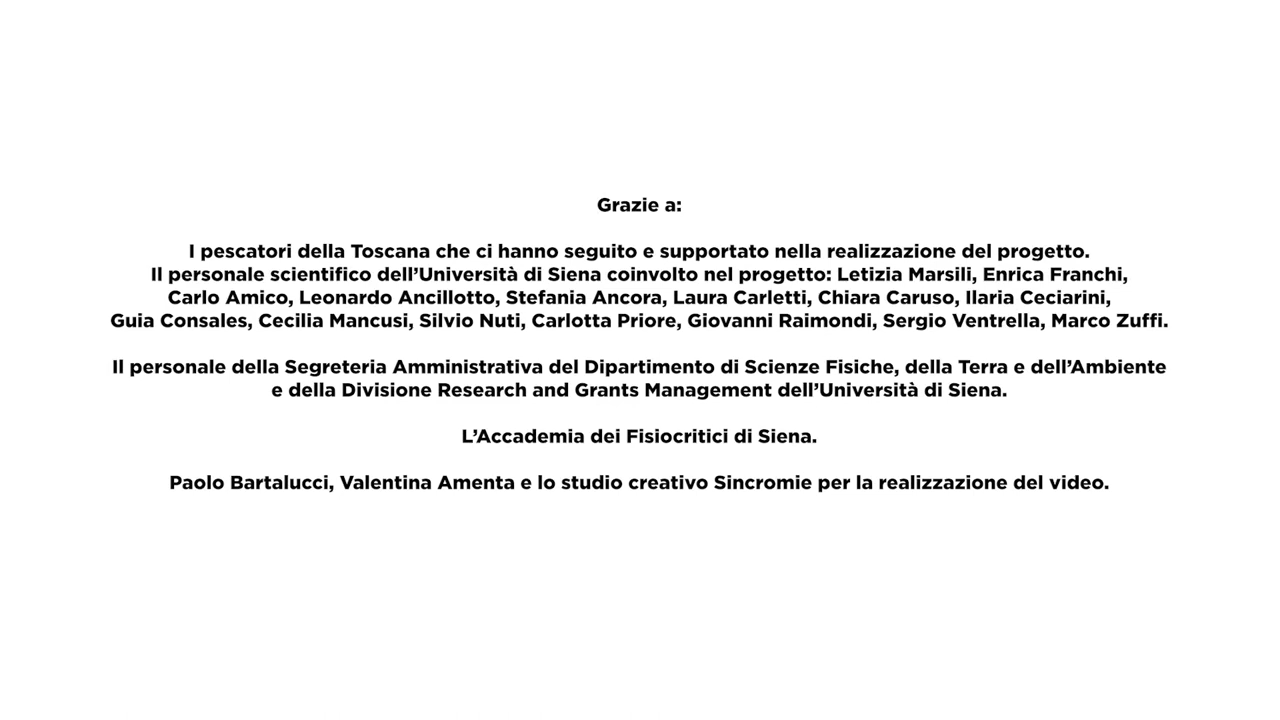 Grazie a:
I pescatori della Toscana che ci hanno seguito e supportato nella realizzazione del progetto.
Il personale scientifico dell’Università di Siena coinvolto nel progetto: Letizia Marsili, Enrica Franchi,
Carlo Amico, Leonardo Ancillotto, Stefania Ancora, Laura Carletti, Chiara Caruso, Ilaria Ceciarini,
Guia Consales, Cecilia Mancusi, Silvio Nuti, Carlotta Priore, Giovanni Raimondi, Sergio Ventrella, Marco Zuffi.
Il personale della Segreteria Amministrativa del Dipartimento di Scienze Fisiche, della Terra e dell’Ambiente
e della Divisione Research and Grants Management dell’Università di Siena.
L’Accademia dei Fisiocritici di Siena.
Paolo Bartalucci, Valentina Amenta e lo studio creativo Sincromie per la realizzazione del video.